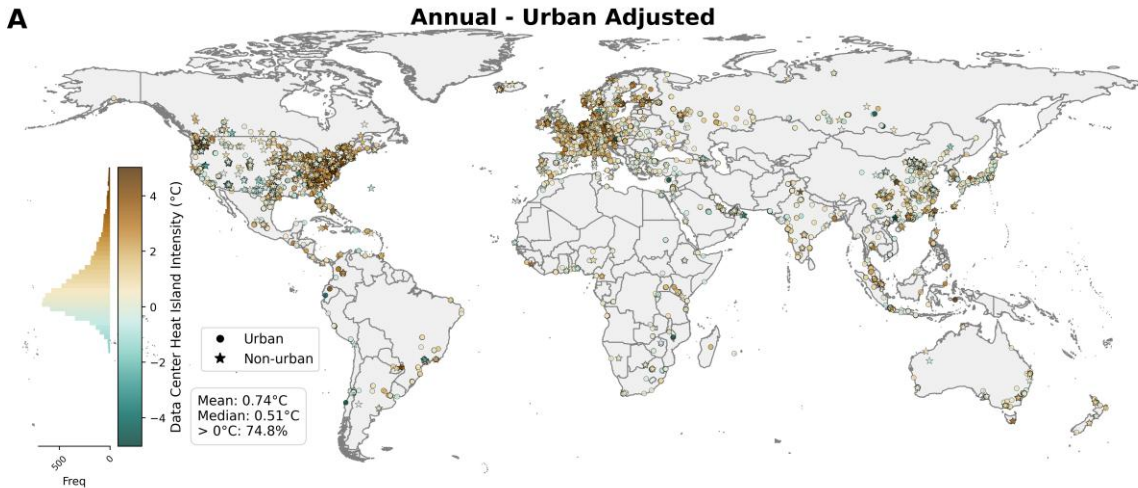 A
Annual - Urban Adjusted
Data Center Heat Island Intensity (°C)
4
2
0
−2
−4
500
0
Freq
Urban
Non-urban
Mean: 0.74°C
Median: 0.51°C
> 0°C: 74.8%